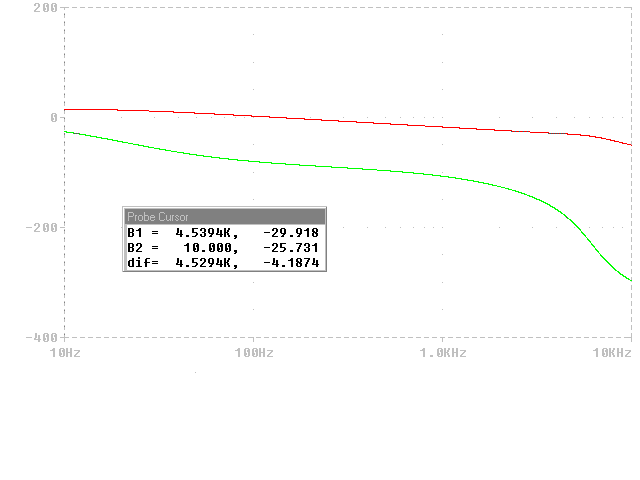 200
0
-200
-400
10Hz 100Hz 1.0KHz 10KHz
Probe Cursor
B1 = 4.5394K, -29.918
B2 = 10.000, -25.731
dif= 4.5294K, -4.1874